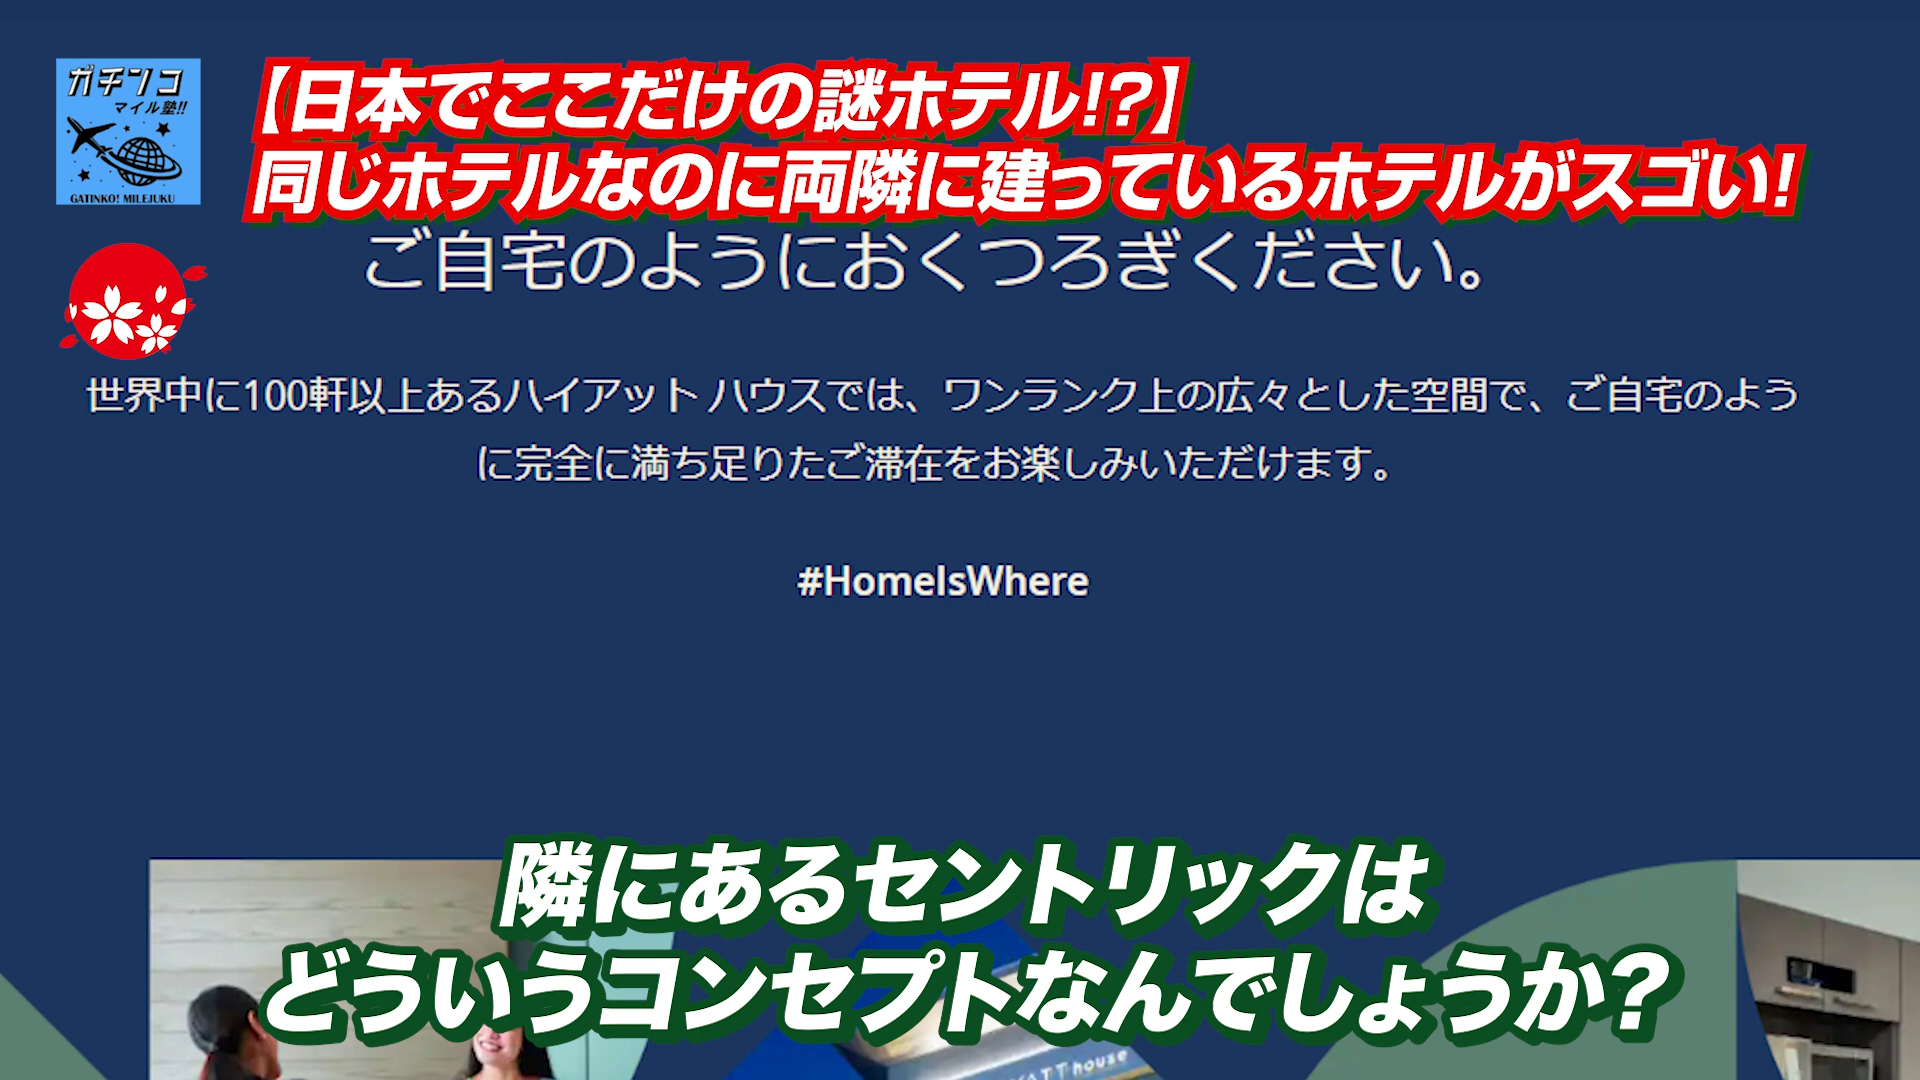 ガチンコ
マイル塾!!
GATINKO! MILEJUKU
【日本でここだけの謎ホテル!?】
同じホテルなのに両隣に建っているホテルがスゴい!
ご自宅のようにおくつろぎください。
世界中に100軒以上あるハイアット ハウスでは、ワンランク上の広々とした空間で、ご自宅のよう
に完全に満ち足りたご滞在をお楽しみいただけます。
#HomeIsWhere
隣にあるセントリックは
どういうコンセプトなんでしょうか?
house